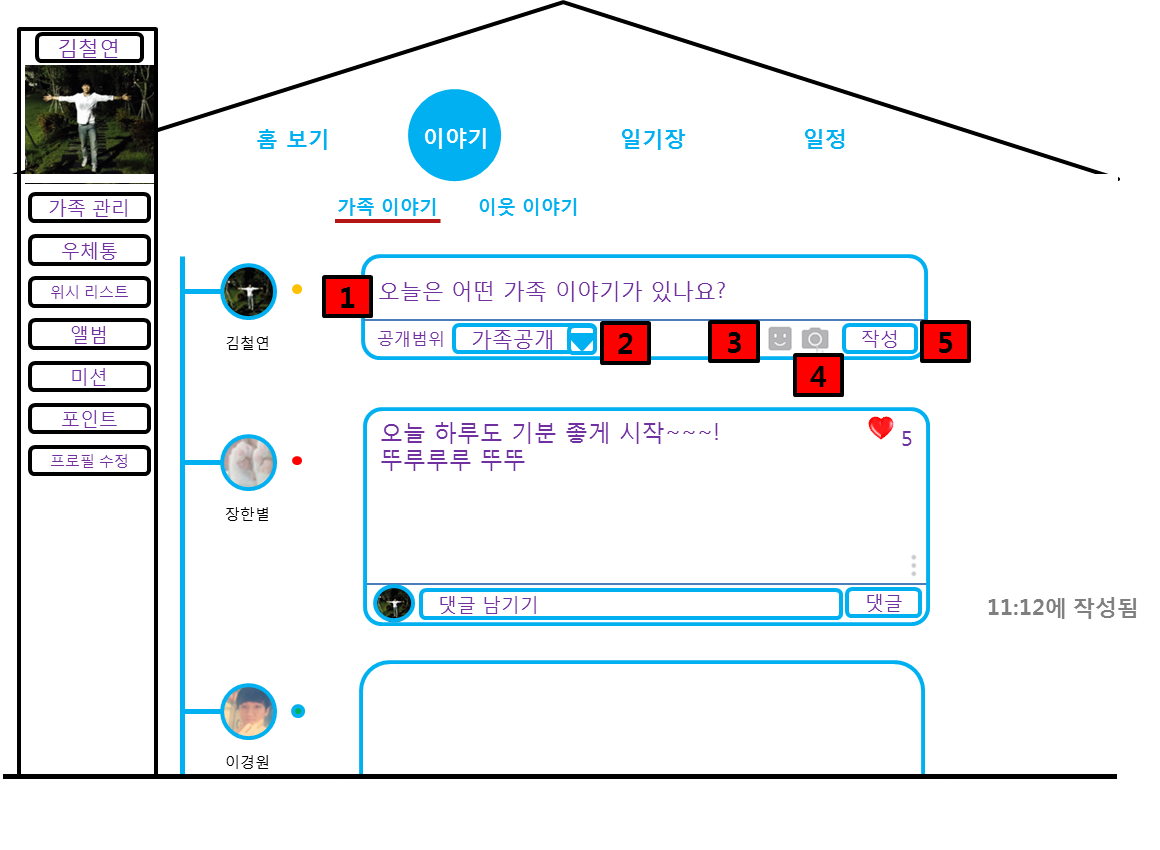 김철연
홈 보기
이야기
일기장
일정
가족 이야기
이웃 이야기
가족 관리
우체통
위시 리스트
앨범
미션
포인트
프로필 수정
김철연
1
오늘은 어떤 가족 이야기가 있나요?
공개범위
가족공개
2
3
4
작성
5
장한별
오늘 하루도 기분 좋게 시작~~~!
뚜루루루 뚜뚜
5
댓글 남기기
댓글
11:12에 작성됨
이경원